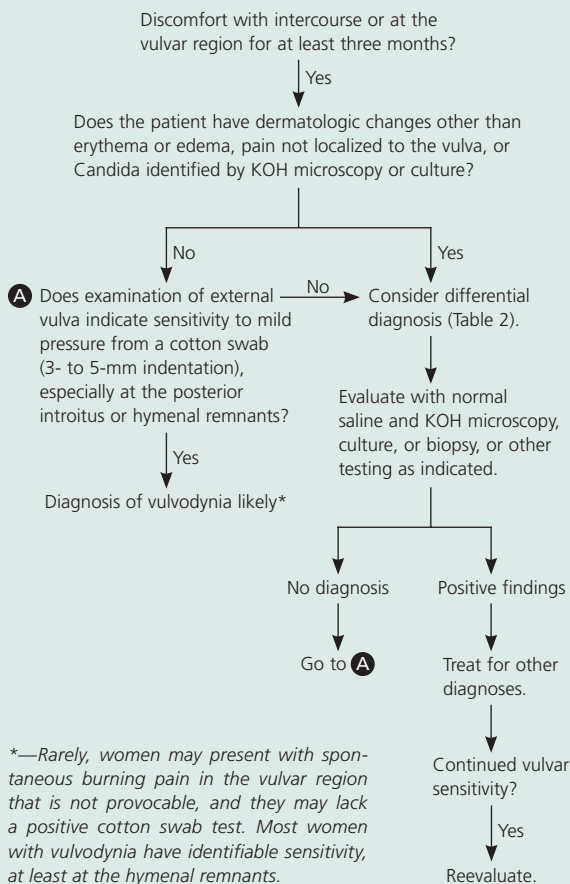 Discomfort with intercourse or at the
vulvar region for at least three months?
Yes
Does the patient have dermatologic changes other than
erythema or edema, pain not localized to the vulva, or
Candida identified by KOH microscopy or culture?
No
Yes
A Does examination of external
vulva indicate sensitivity to mild
pressure from a cotton swab
(3- to 5-mm indentation),
especially at the posterior
introitus or hymenal remnants?
No
Consider differential
diagnosis (Table 2).
Yes
Diagnosis of vulvodynia likely*
Evaluate with normal
saline and KOH microscopy,
culture, or biopsy, or other
testing as indicated.
No diagnosis
Positive findings
Go to A
Treat for other
diagnoses.
Continued vulvar
sensitivity?
Yes
Reevaluate.
*—Rarely, women may present with spon-
taneous burning pain in the vulvar region
that is not provocable, and they may lack
a positive cotton swab test. Most women
with vulvodynia have identifiable sensitivity,
at least at the hymenal remnants.